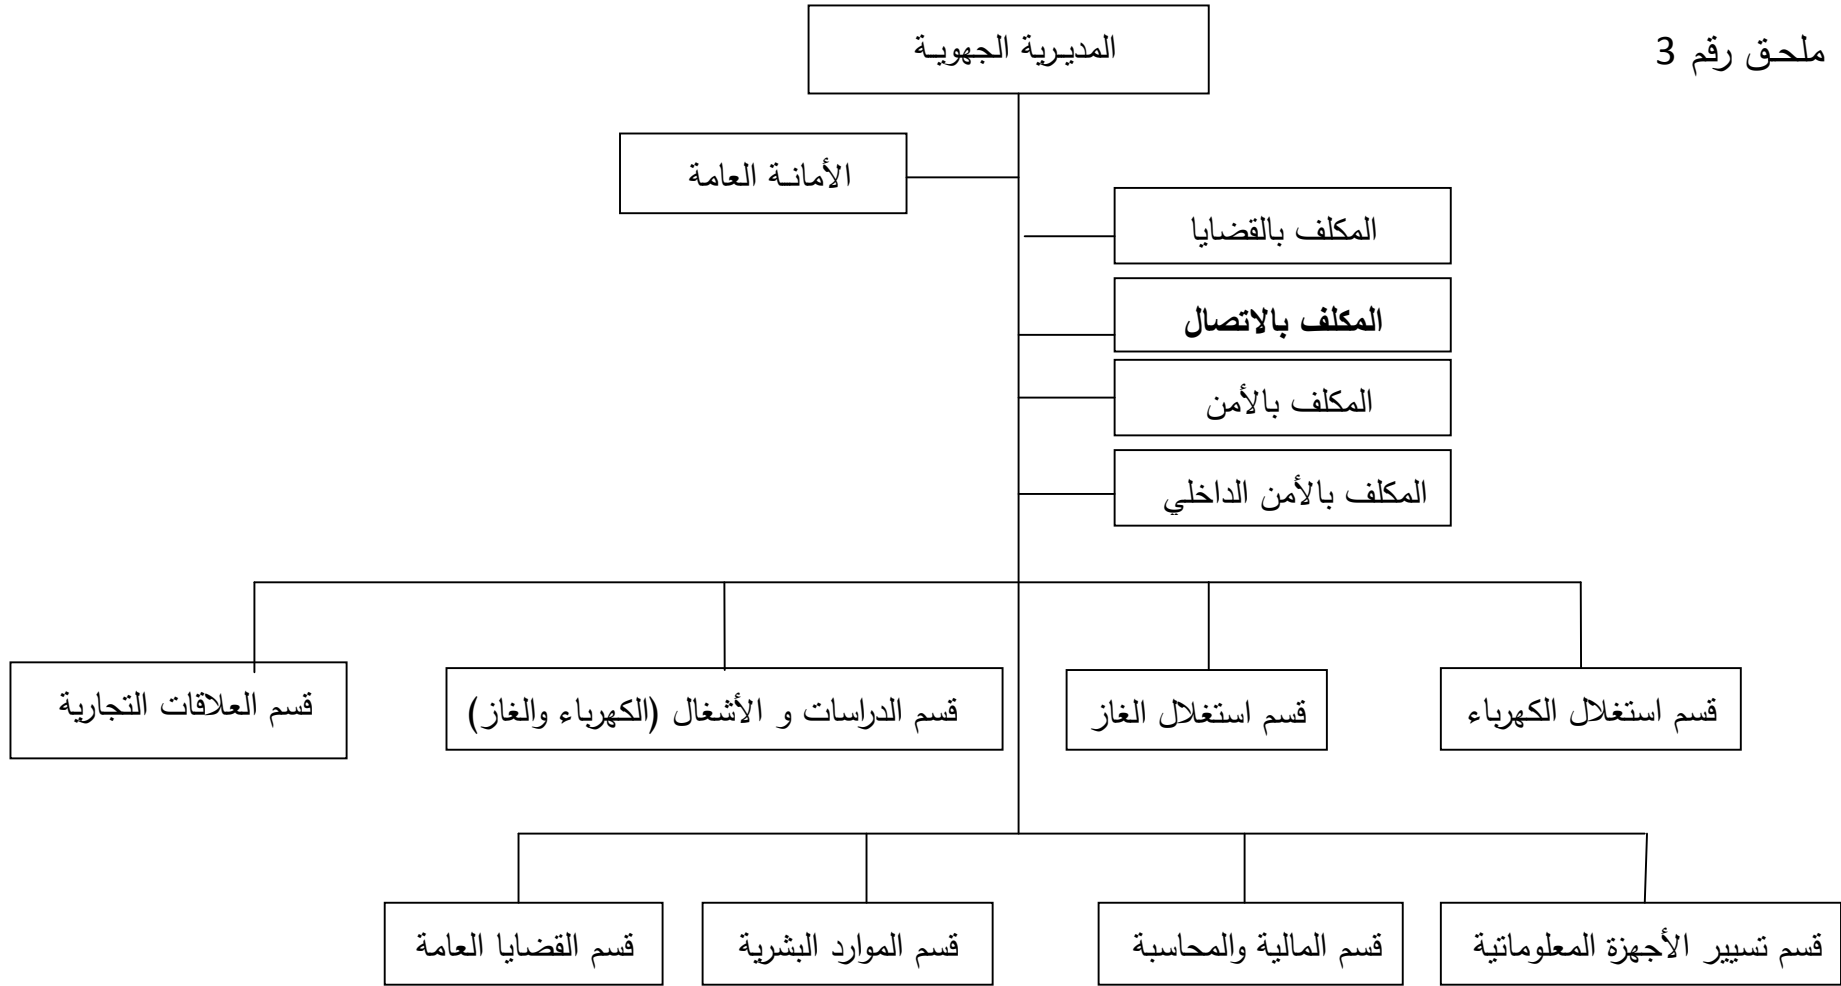 ملحق رقم 3
المديرية الجهوية
الأمانة العامة
المكلف بالقضايا
المكلف بالاتصال
المكلف بالأمن
المكلف بالأمن الداخلي
قسم استغلال الكهرباء
قسم استغلال الغاز
قسم الدراسات و الأشغال (الكهرباء والغاز)
قسم العلاقات التجارية
قسم تسيير الأجهزة المعلوماتية
قسم المالية والمحاسبة
قسم الموارد البشرية
قسم القضايا العامة